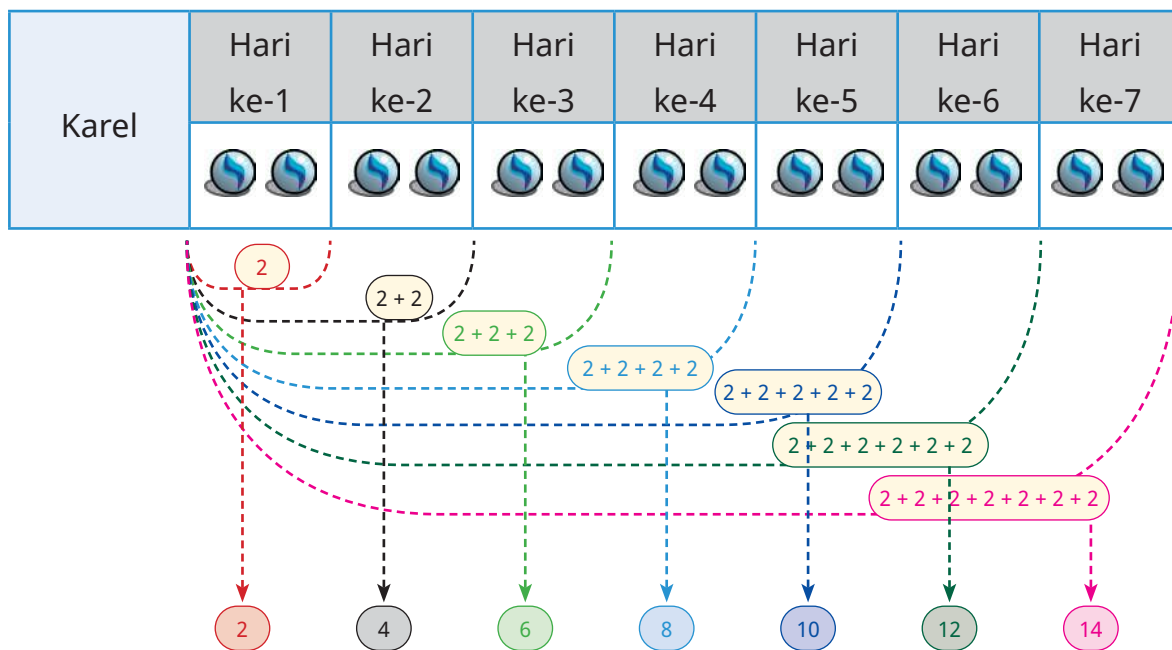 Karel
Hari ke-1
Hari ke-2
Hari ke-3
Hari ke-4
Hari ke-5
Hari ke-6
Hari ke-7
2
2 + 2
2 + 2 + 2
2 + 2 + 2 + 2
2 + 2 + 2 + 2 + 2
2 + 2 + 2 + 2 + 2 + 2
2 + 2 + 2 + 2 + 2 + 2 + 2
2
4
6
8
10
12
14